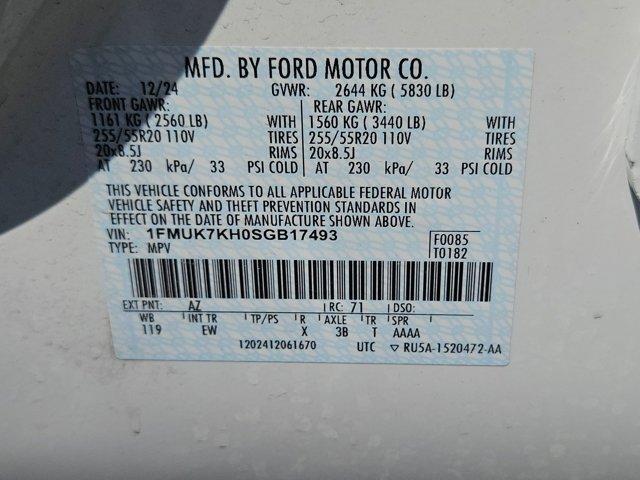 MFD. BY FORD MOTOR CO.
DATE: 12/24 GVWR: 2644 KG ( 5830 LB)
FRONT GAWR: REAR GAWR:
1161 KG ( 2560 LB) WITH 1560 KG ( 3440 LB) WITH
255/55R20 110V TIRES 255/55R20 110V TIRES
20x8.5J RIMS 20x8.5J RIMS
AT 230 kPa/ 33 PSI COLD AT 230 kPa/ 33 PSI COLD
THIS VEHICLE CONFORMS TO ALL APPLICABLE FEDERAL MOTOR
VEHICLE SAFETY AND THEFT PREVENTION STANDARDS IN
EFFECT ON THE DATE OF MANUFACTURE SHOWN ABOVE.
VIN: 1FMUK7KH0SGB17493 F0085
TYPE: MPV T0182
EXT PNT: AZ RC: 71 DSO:
WB INT TR TP/PS R AXLE TR SPR
119 EW X 3B T AAAA
1202412061670 UTC ▽ RU5A-1520472-AA